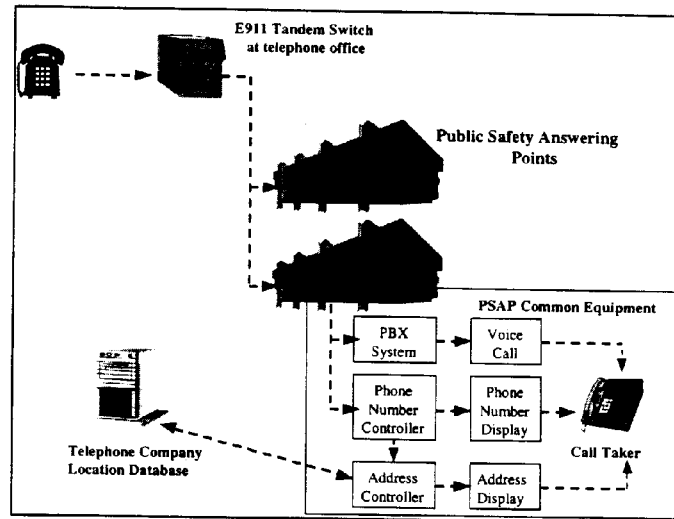 E911 Tandem Switch
at telephone office
Public Safety Answering
Points
PSAP Common Equipment
PBX
System
Voice
Call
Phone
Number
Controller
Phone
Number
Display
Call Taker
Telephone Company
Location Database
Address
Controller
Address
Display